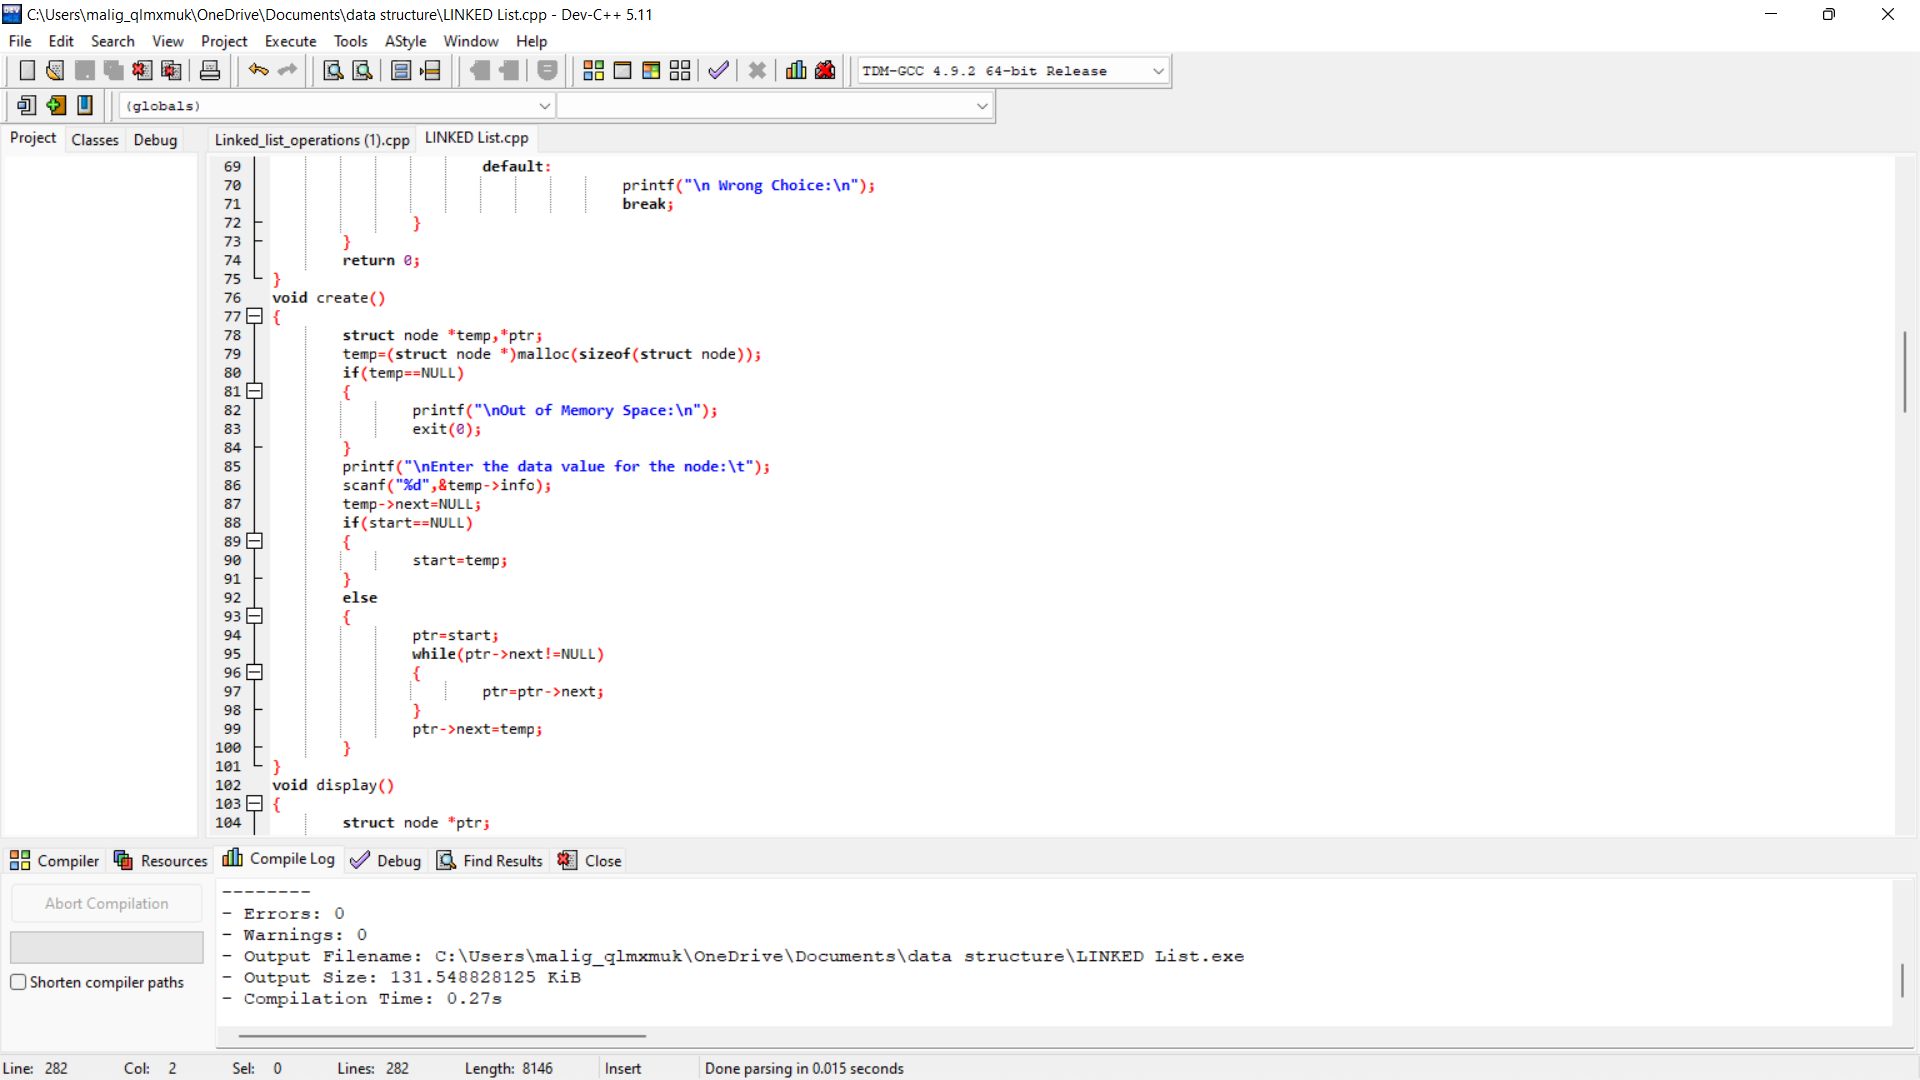 C:\Users\malig_qlmxmuk\OneDrive\Documents\data structure\LINKED List.cpp - Dev-C++ 5.11
File Edit Search View Project Execute Tools AStyle Window Help
TDM-GCC 4.9.2 64-bit Release
(globals)
Project Classes Debug Linked_list_operations (1).cpp LINKED List.cpp
69 default:
70 printf("\n Wrong Choice:\n");
71 break;
72 }
73 }
74 return 0;
75 }
76 void create()
77 {
78 struct node *temp,*ptr;
79 temp=(struct node *)malloc(sizeof(struct node));
80 if(temp==NULL)
81 {
82 printf("\nOut of Memory Space:\n");
83 exit(0);
84 }
85 printf("\nEnter the data value for the node:\t");
86 scanf("%d",&temp->info);
87 temp->next=NULL;
88 if(start==NULL)
89 {
90 start=temp;
91 }
92 else
93 {
94 ptr=start;
95 while(ptr->next!=NULL)
96 {
97 ptr=ptr->next;
98 }
99 ptr->next=temp;
100 }
101 }
102 void display()
103 {
104 struct node *ptr;
Compiler Resources Compile Log Debug Find Results Close
Abort Compilation
Shorten compiler paths
--------
- Errors: 0
- Warnings: 0
- Output Filename: C:\Users\malig_qlmxmuk\OneDrive\Documents\data structure\LINKED List.exe
- Output Size: 131.548828125 KiB
- Compilation Time: 0.27s
Line: 282 Col: 2 Sel: 0 Lines: 282 Length: 8146 Insert Done parsing in 0.015 seconds